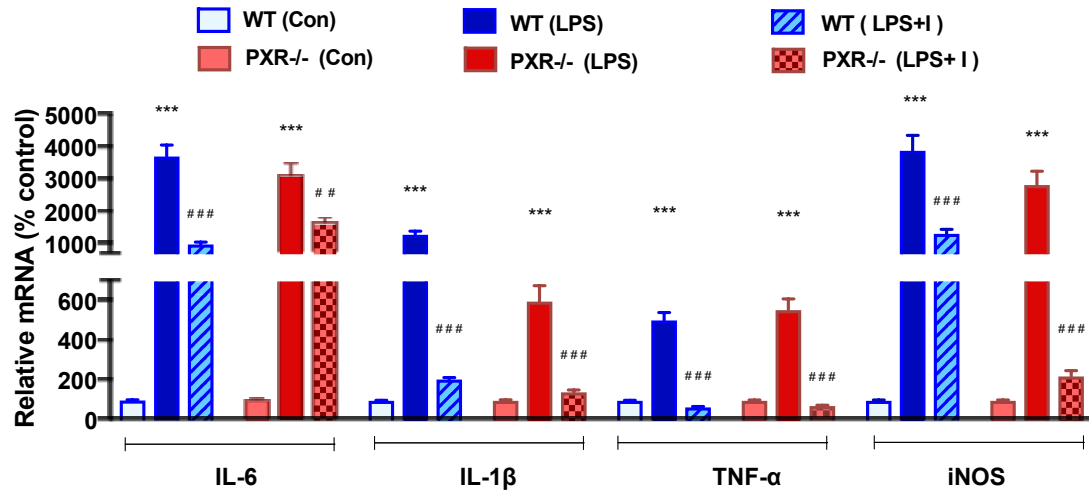 WT (Con) WT (LPS) WT ( LPS+I )
PXR-/- (Con) PXR-/- (LPS) PXR-/- (LPS+ I )
Relative mRNA (% control)
5000
4000
3000
2000
1000
600
400
200
0
*** ### *** # #
*** ### *** ###
*** ### *** ###
*** ### *** ###
IL-6 IL-1β TNF-α iNOS